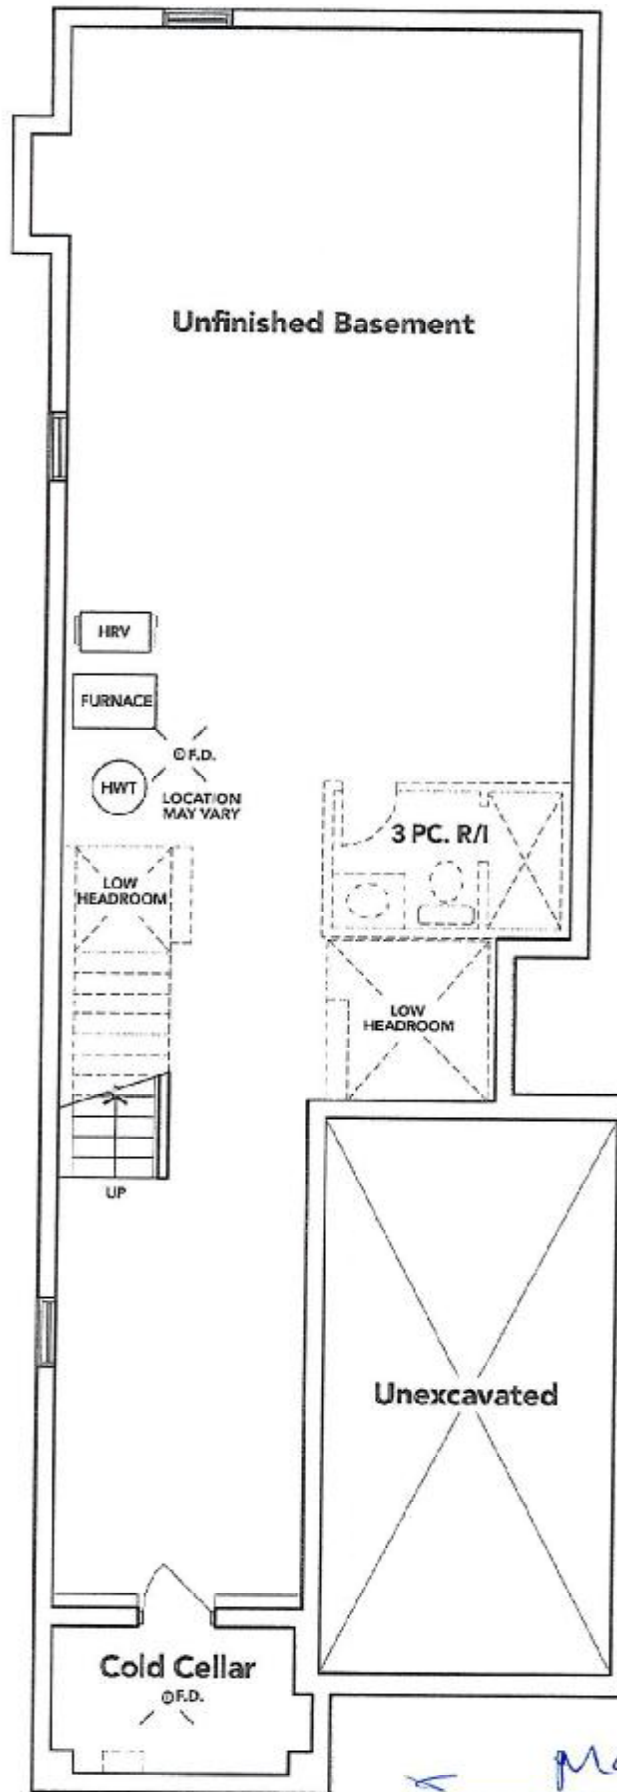 Unfinished Basement
HRV
FURNACE
F.D.
HWT
LOCATION
MAY VARY
3 PC. R/I
LOW
HEADROOM
LOW
HEADROOM
UP
Unexcavated
Cold Cellar
F.D.